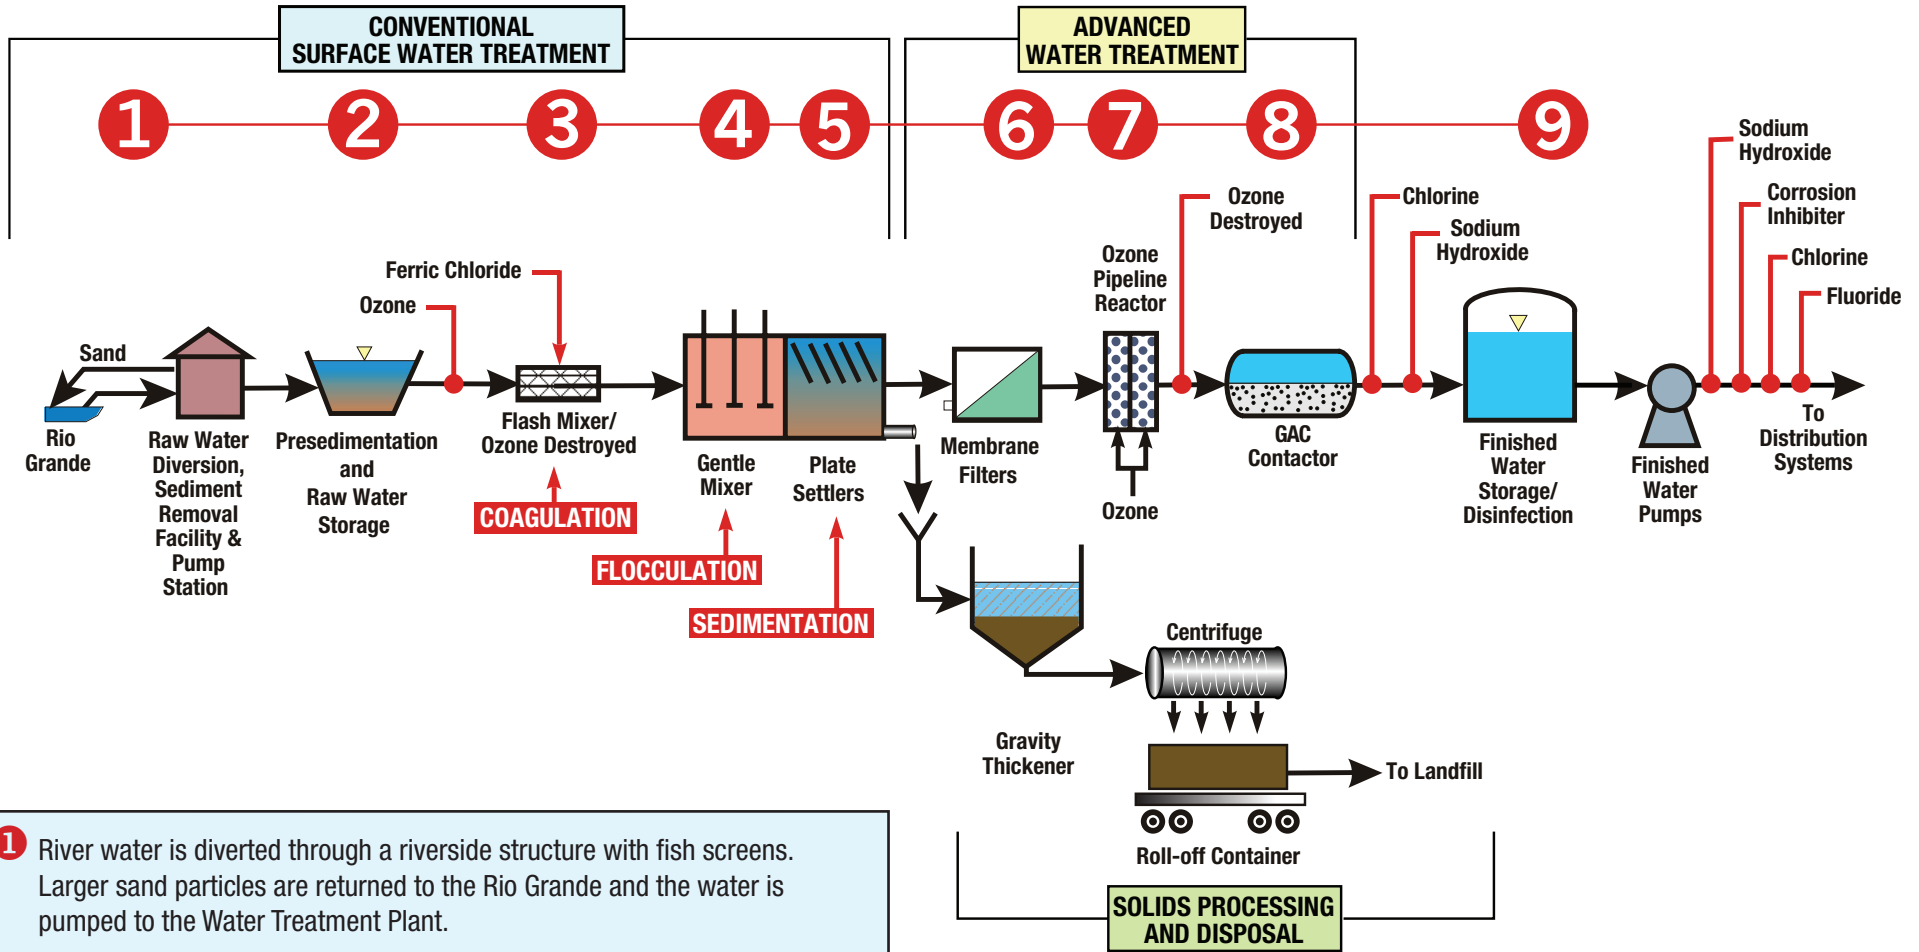 CONVENTIONAL
SURFACE WATER TREATMENT
ADVANCED
WATER TREATMENT
1
2
3
4
5
6
7
8
9
Sand
Rio
Grande
Raw Water
Diversion,
Sediment
Removal
Facility &
Pump
Station
Presedimentation
and
Raw Water
Storage
Ozone
Ferric Chloride
Flash Mixer/
Ozone Destroyed
COAGULATION
Gentle
Mixer
FLOCCULATION
Plate
Settlers
SEDIMENTATION
Membrane
Filters
Ozone
Pipeline
Reactor
Ozone
Ozone
Destroyed
GAC
Contactor
Chlorine
Sodium
Hydroxide
Finished
Water
Storage/
Disinfection
Finished
Water
Pumps
Sodium
Hydroxide
Corrosion
Inhibiter
Chlorine
Fluoride
To
Distribution
Systems
Gravity
Thickener
Centrifuge
To Landfill
Roll-off Container
SOLIDS PROCESSING
AND DISPOSAL
1 River water is diverted through a riverside structure with fish screens.
Larger sand particles are returned to the Rio Grande and the water is
pumped to the Water Treatment Plant.